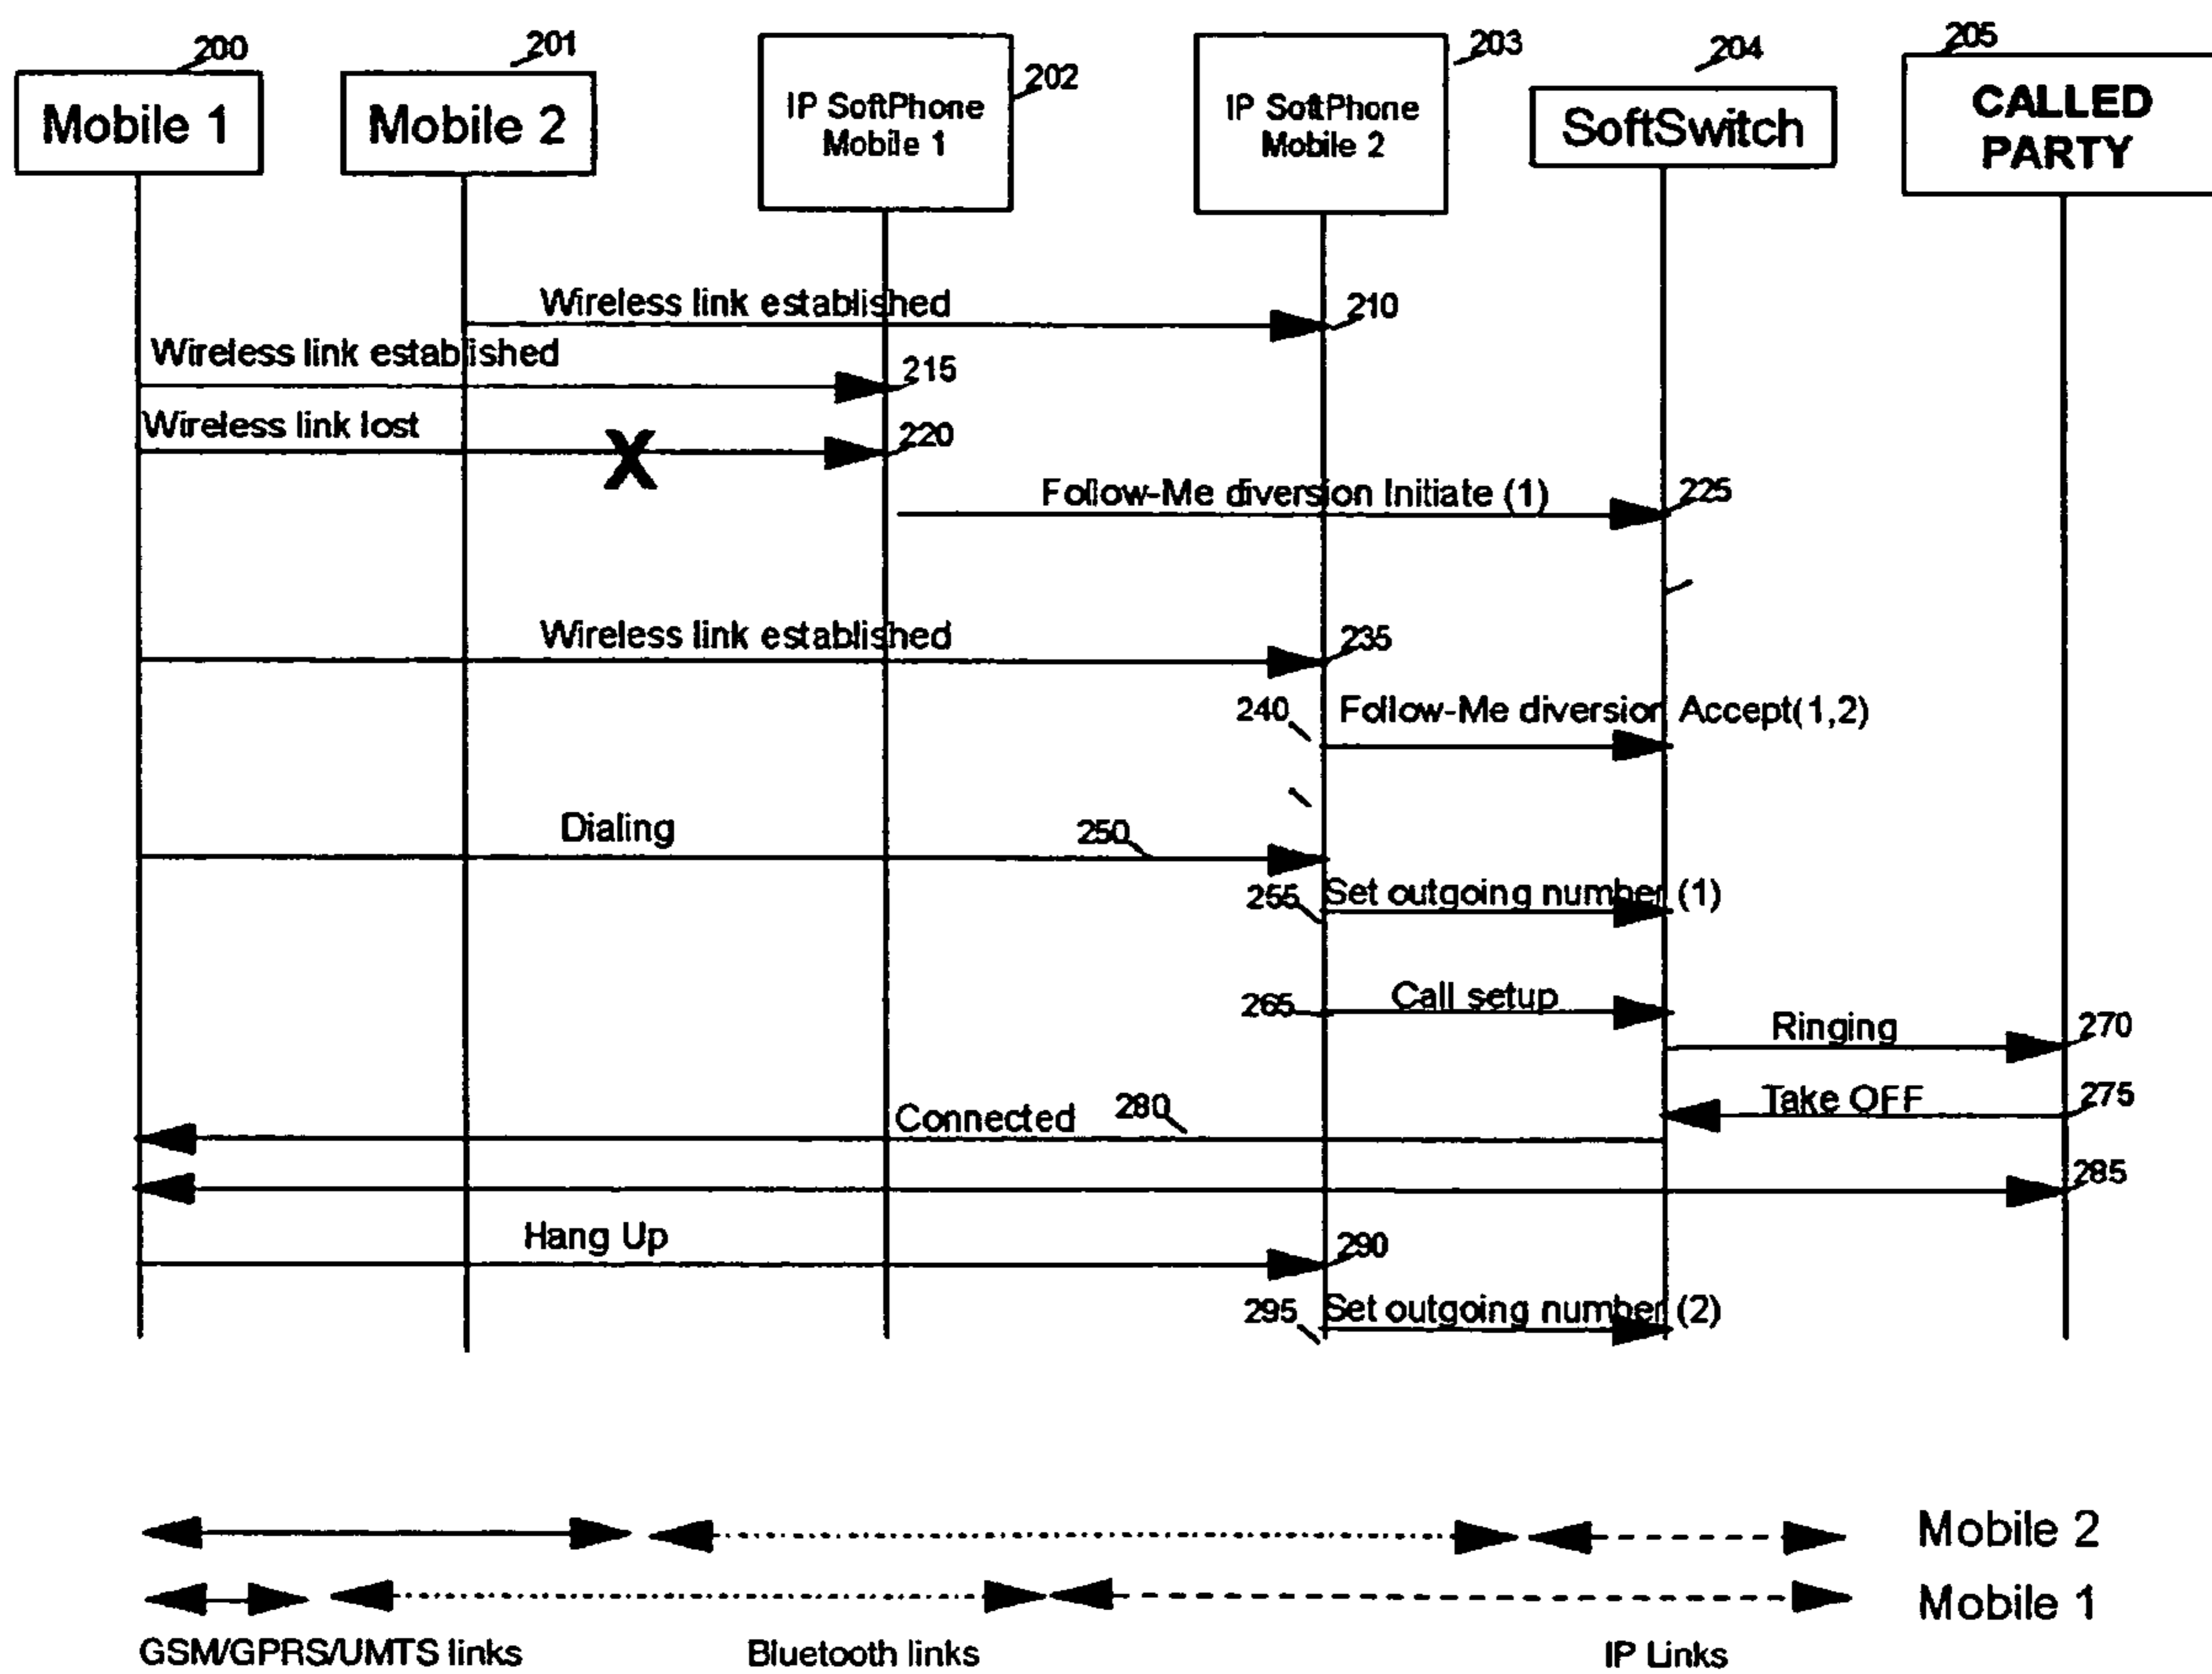 200
201
202
203
204
205
Mobile 1
Mobile 2
IP SoftPhone
Mobile 1
IP SoftPhone
Mobile 2
SoftSwitch
CALLED
PARTY
Wireless link established
210
Wireless link established
215
Wireless link lost
220
X
Follow-Me diversion Initiate (1)
225
Wireless link established
235
240
Follow-Me diversion Accept(1,2)
Dialing
250
255
Set outgoing number (1)
265
Call setup
Ringing
270
Take OFF
275
Connected
280
285
Hang Up
290
295
Set outgoing number (2)
Mobile 2
Mobile 1
GSM/GPRS/UMTS links
Bluetooth links
IP Links